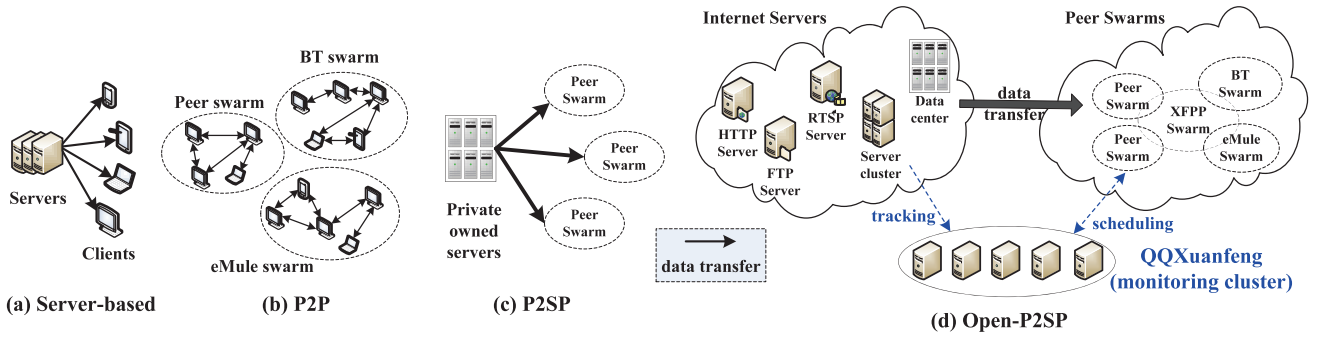 Servers
Clients
(a) Server-based
BT swarm
Peer swarm
eMule swarm
(b) P2P
Private
owned
servers
Peer
Swarm
Peer
Swarm
Peer
Swarm
(c) P2SP
data transfer
Internet Servers
HTTP
Server
RTSP
Server
FTP
Server
Server
cluster
Data
center
data
transfer
Peer Swarms
Peer
Swarm
BT
Swarm
XFPP
Swarm
Peer
Swarm
eMule
Swarm
tracking
scheduling
QQXuanfeng
(monitoring cluster)
(d) Open-P2SP